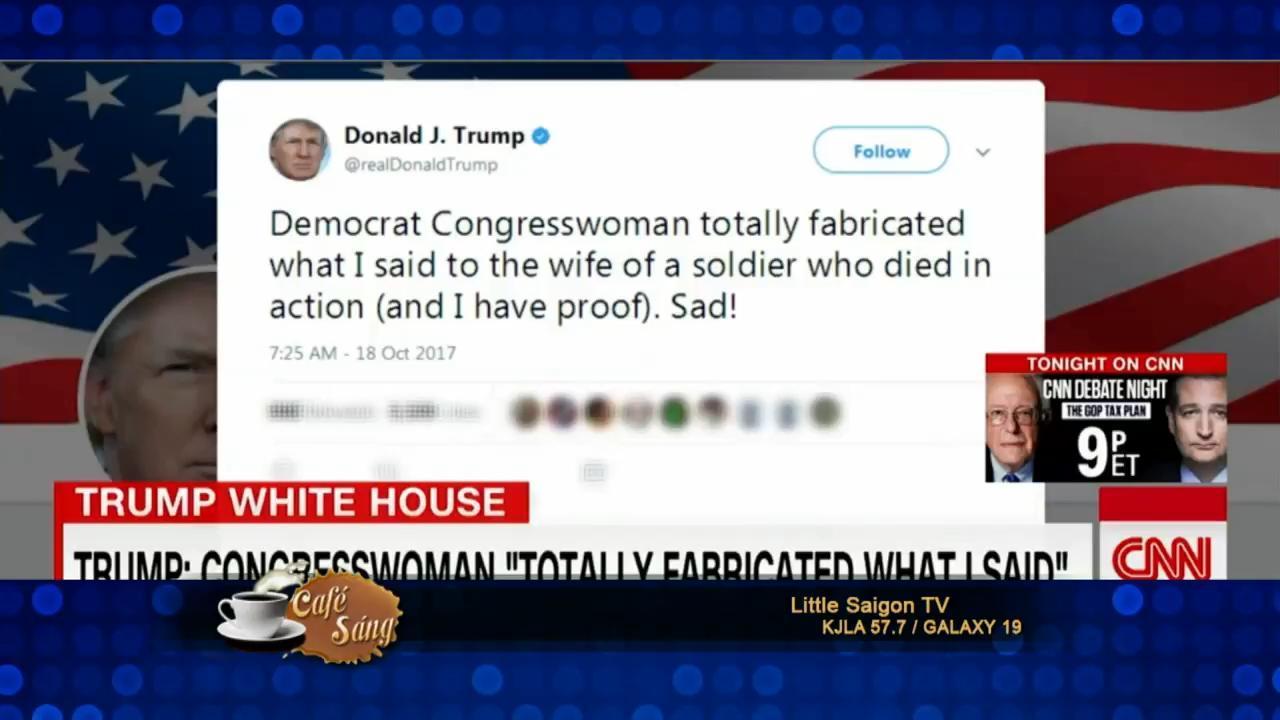 Donald J. Trump
@realDonaldTrump
Follow
Democrat Congresswoman totally fabricated
what I said to the wife of a soldier who died in
action (and I have proof). Sad!
7:25 AM - 18 Oct 2017
TONIGHT ON CNN
CNN DEBATE NIGHT
THE GOP TAX PLAN
9P ET
TRUMP WHITE HOUSE
TRUMP: CONGRESSWOMAN "TOTALLY FABRICATED WHAT I SAID"
CNN
Café
Sáng
Little Saigon TV
KJLA 57.7 / GALAXY 19